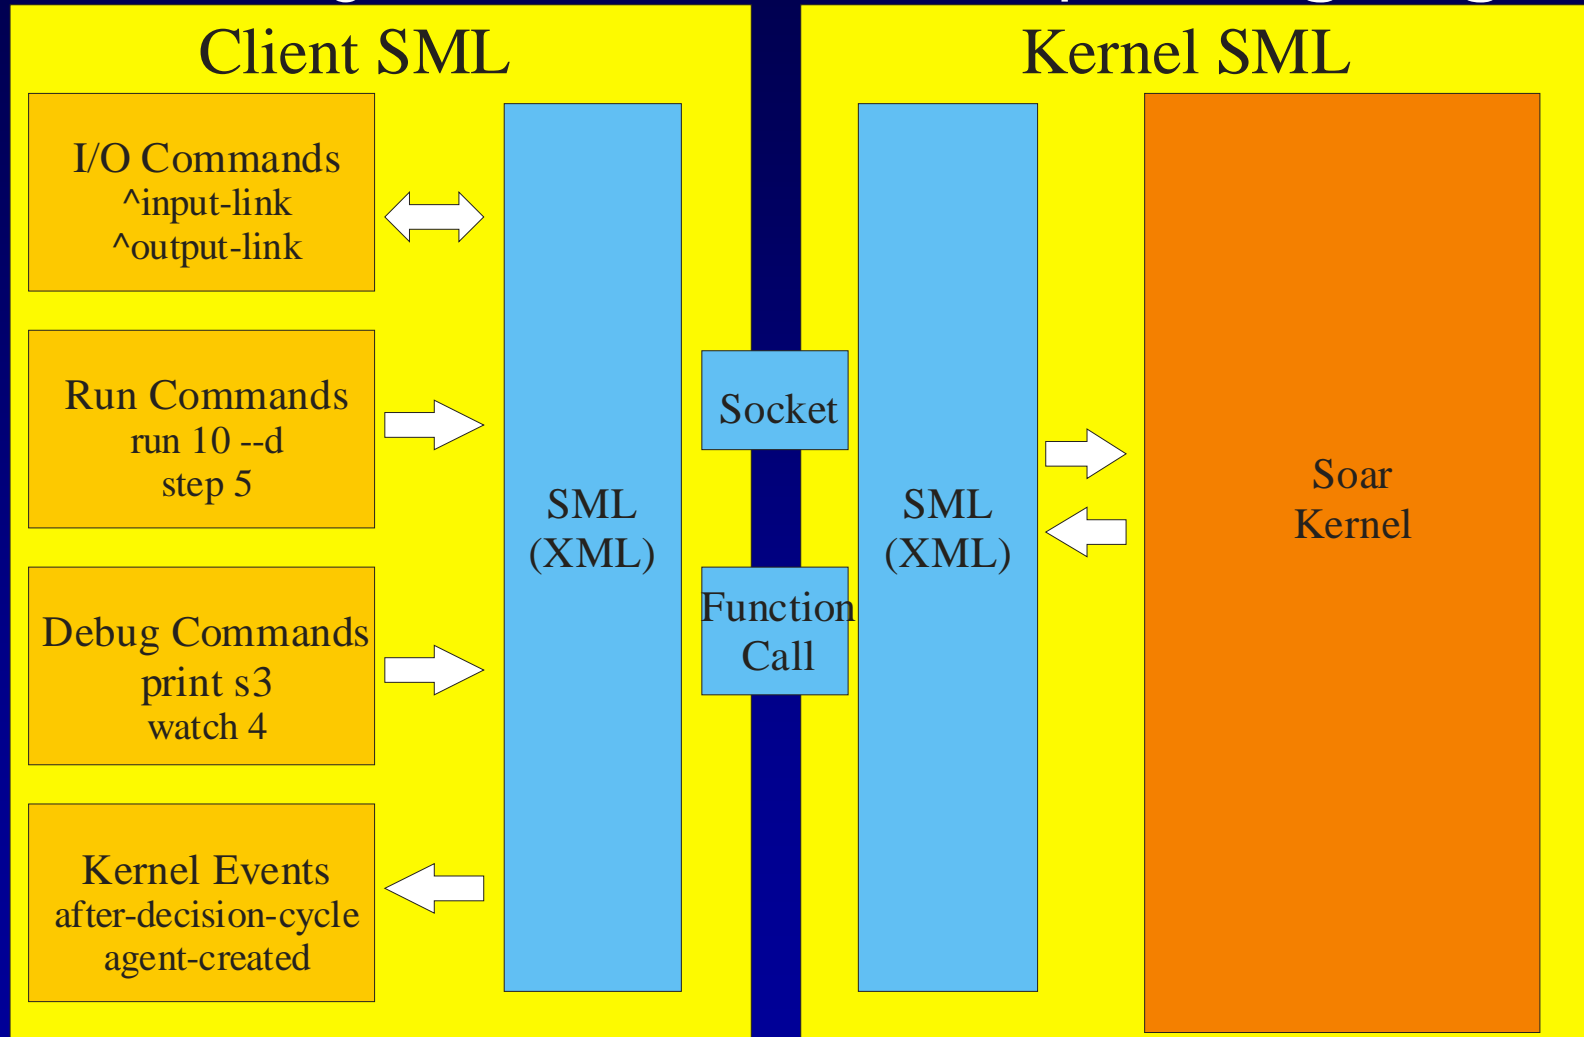 Client SML
I/O Commands
^input-link
^output-link
Run Commands
run 10 --d
step 5
Debug Commands
print s3
watch 4
Kernel Events
after-decision-cycle
agent-created
SML
(XML)
Socket
Function
Call
Kernel SML
SML
(XML)
Soar
Kernel